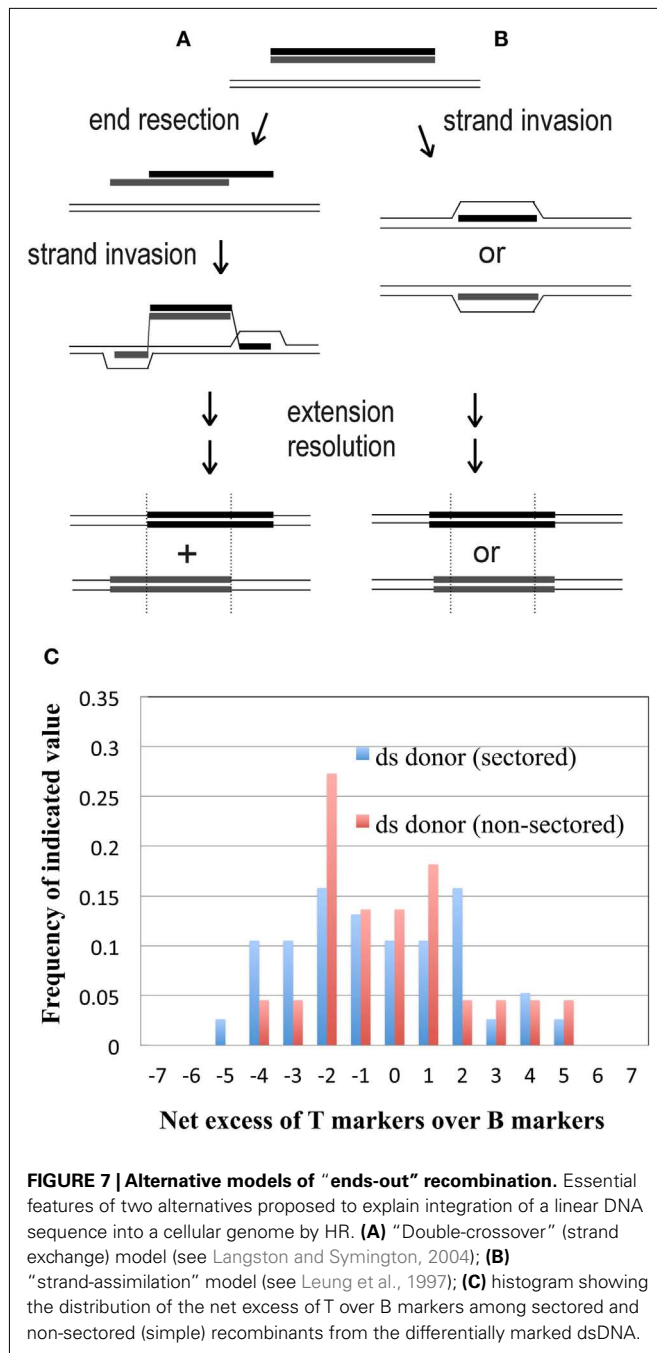 A
B
end resection
strand invasion
strand invasion
or
extension
resolution
+
or
C
Frequency of indicated value
0.35
0.3
0.25
0.2
0.15
0.1
0.05
0
ds donor (sectored)
ds donor (non-sectored)
-7 -6 -5 -4 -3 -2 -1 0 1 2 3 4 5 6 7
Net excess of T markers over B markers
FIGURE 7 | Alternative models of "ends-out" recombination. Essential
features of two alternatives proposed to explain integration of a linear DNA
sequence into a cellular genome by HR. (A) "Double-crossover" (strand
exchange) model (see Langston and Symington, 2004); (B)
"strand-assimilation" model (see Leung et al., 1997); (C) histogram showing
the distribution of the net excess of T over B markers among sectored and
non-sectored (simple) recombinants from the differentially marked dsDNA.